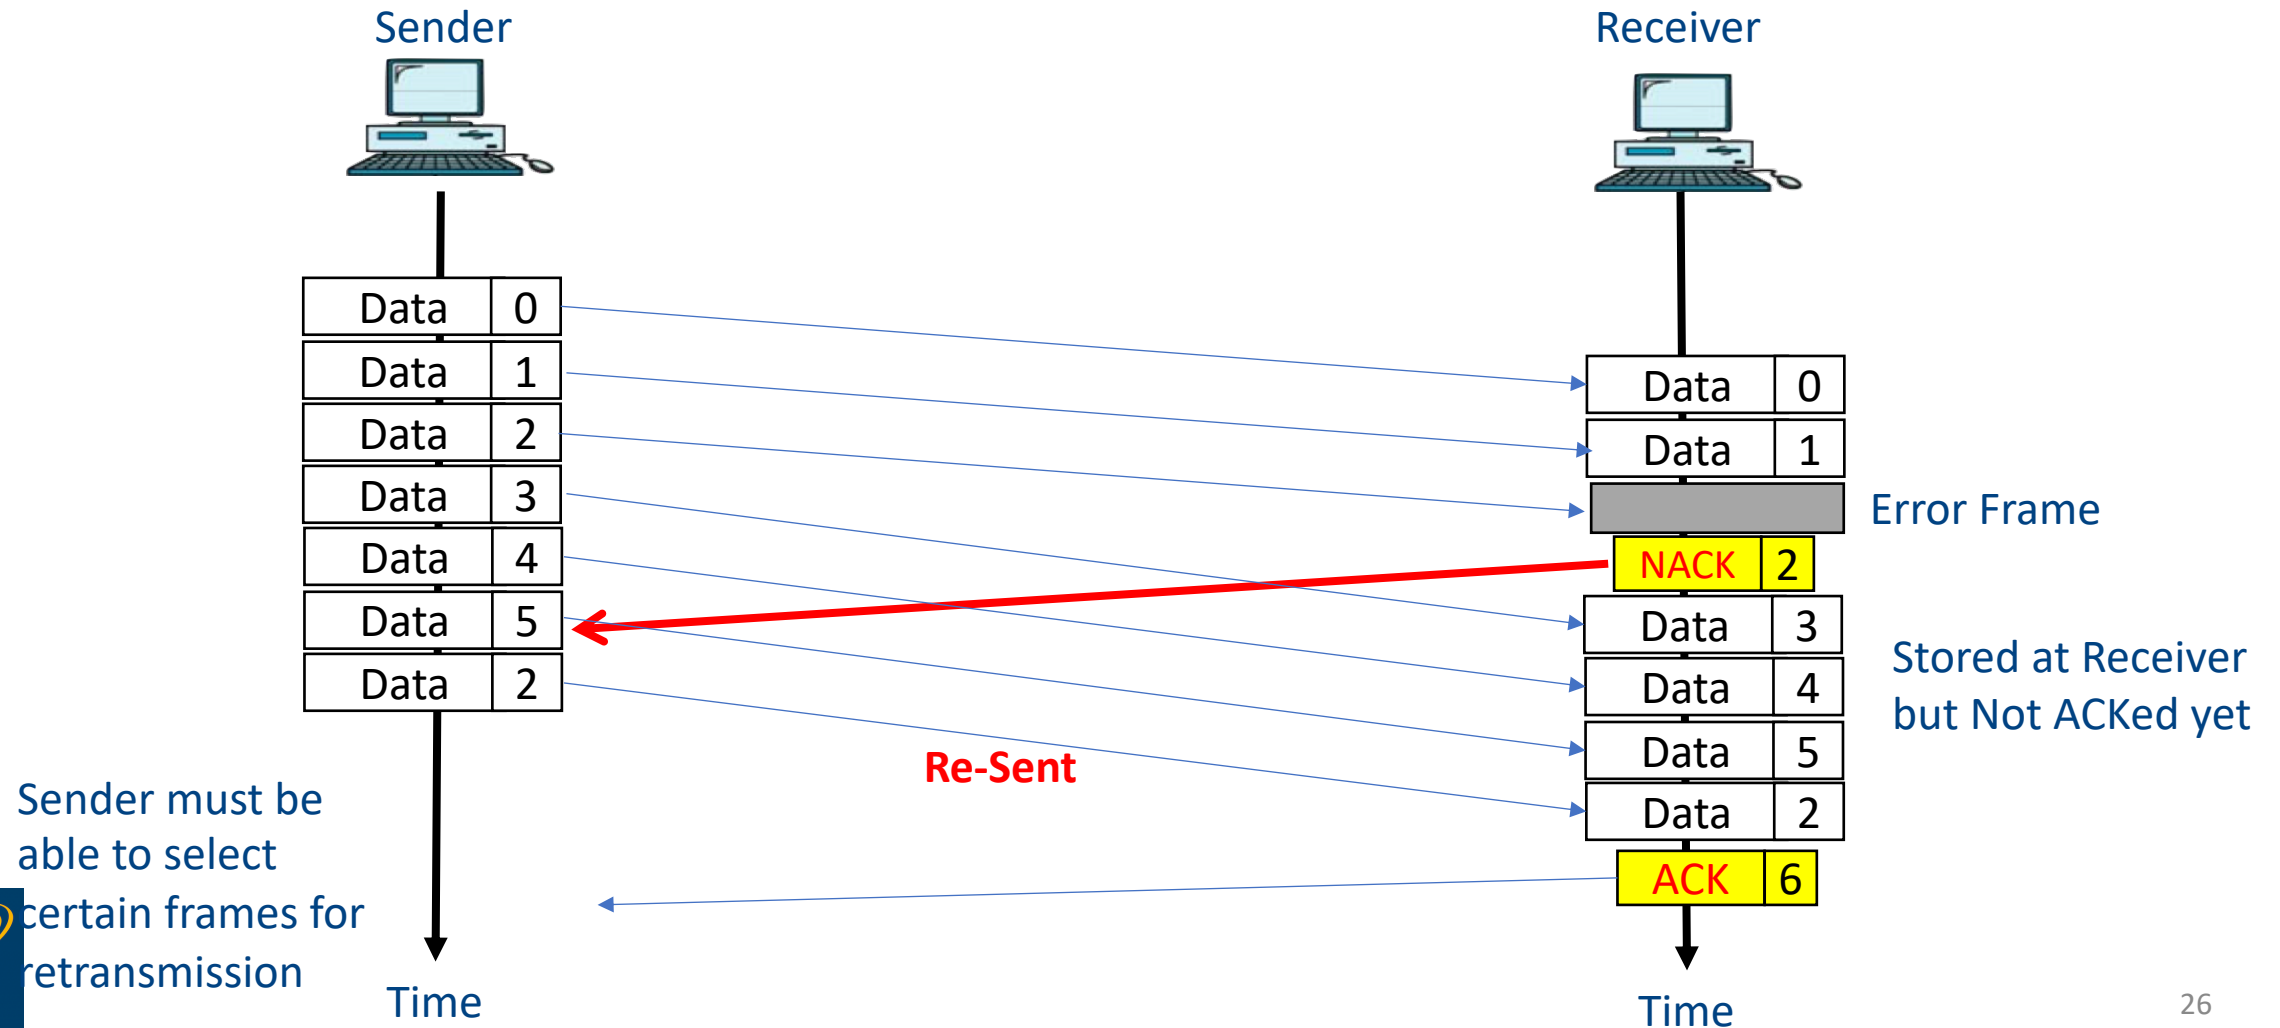 Sender
Receiver
Data 0
Data 1
Data 2
Data 3
Data 4
Data 5
Data 2
Data 0
Data 1
Error Frame
NACK 2
Data 3
Data 4
Data 5
Data 2
ACK 6
Stored at Receiver
but Not ACKed yet
Re-Sent
Sender must be
able to select
certain frames for
retransmission
Time
Time
26